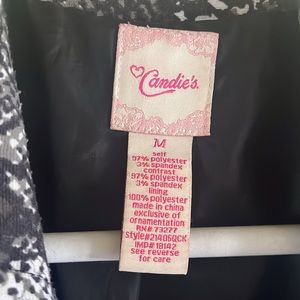 Candie's.
M
self
97% polyester
3% spandex
contrast
97% polyester
3% spandex
lining
100% polyester
made in china
exclusive of
ornamentation
RN# 73277
style#21406QCK
IMP# 18142
see reverse
for care